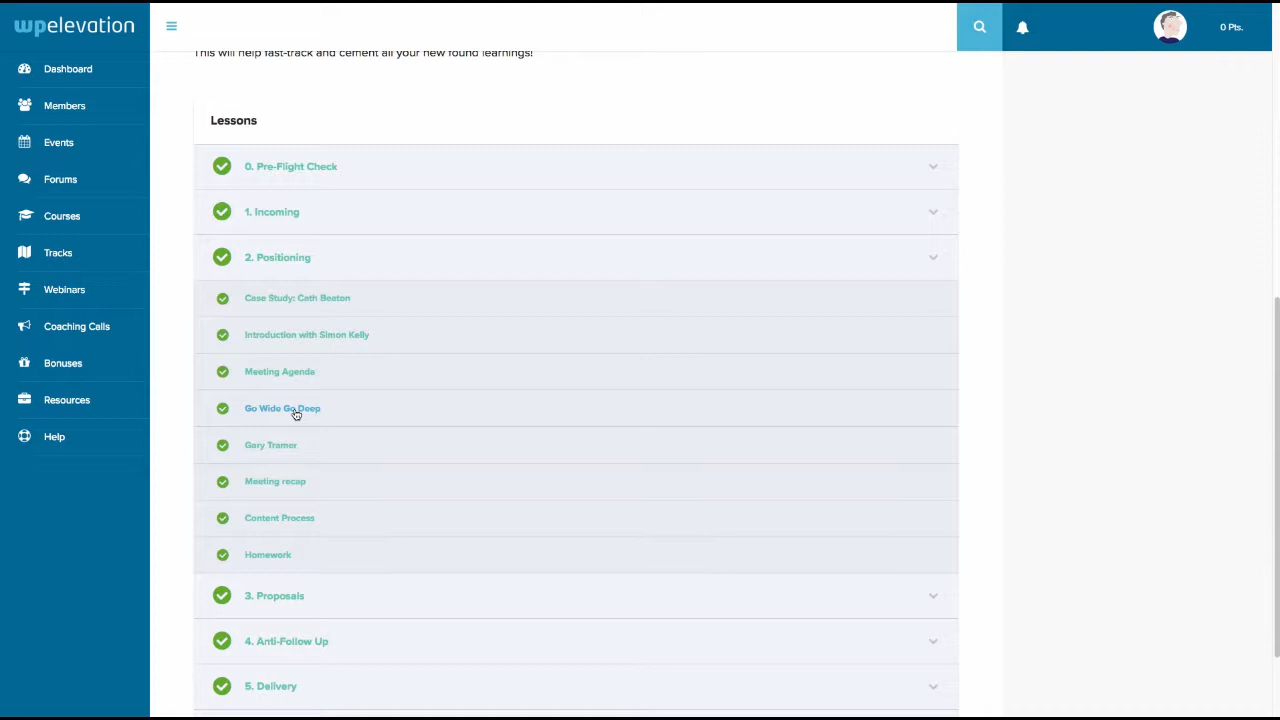 wpelevation
0 Pts.
Dashboard
Members
Events
Forums
Courses
Tracks
Webinars
Coaching Calls
Bonuses
Resources
Help
This will help fast-track and cement all your new found learnings!
Lessons
0. Pre-Flight Check
1. Incoming
2. Positioning
Case Study: Cath Beaton
Introduction with Simon Kelly
Meeting Agenda
Go Wide Go Deep
Gary Tramer
Meeting recap
Content Process
Homework
3. Proposals
4. Anti-Follow Up
5. Delivery